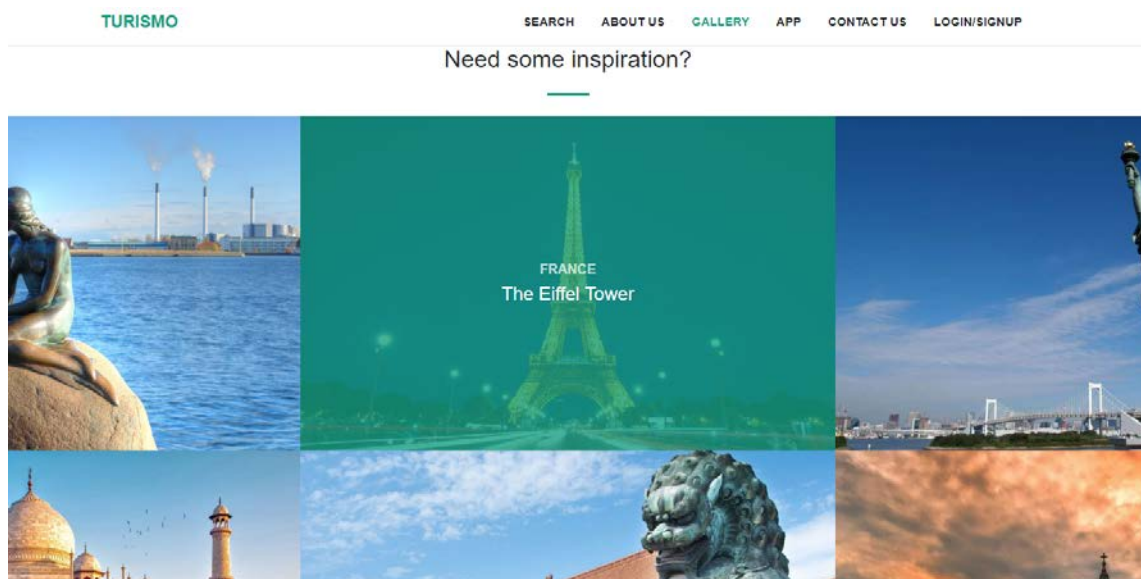 TURISMO
SEARCH ABOUT US GALLERY APP CONTACT US LOGIN/SIGNUP
Need some inspiration?
FRANCE
The Eiffel Tower